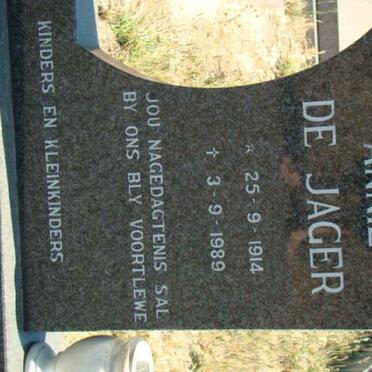 DE JAGER
25-9-1914
3-9-1989
JOU NAGEDAGTENIS SAL
BY ONS BLY VOORTLEWE
KINDERS EN KLEINKINDERS